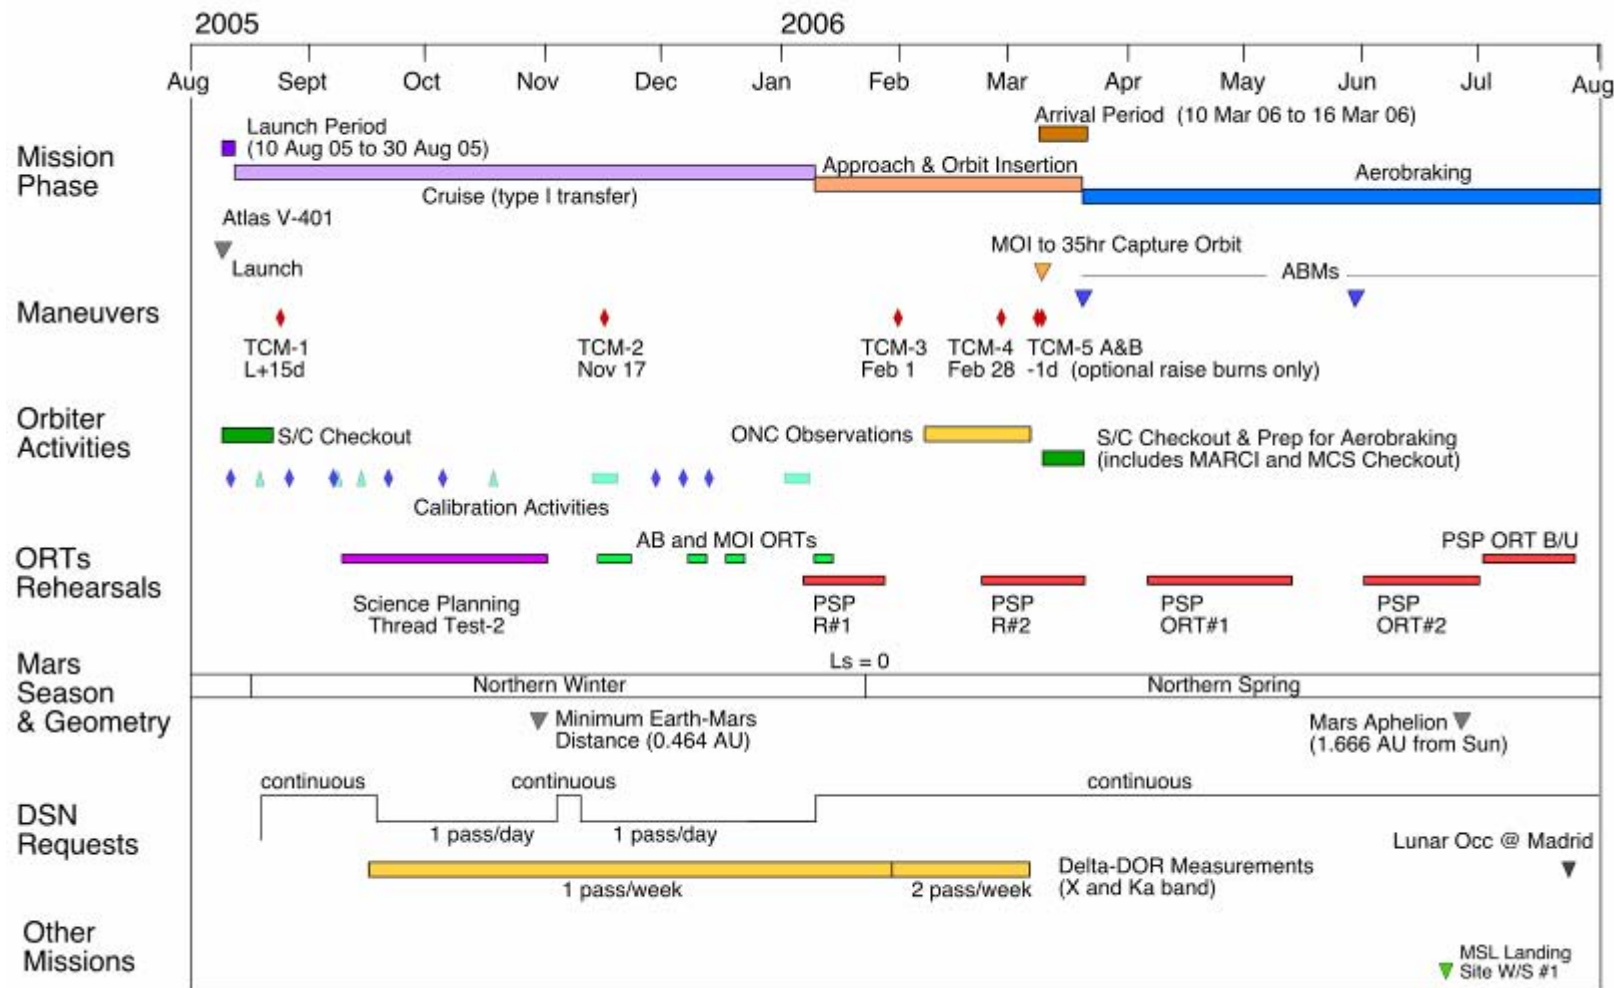 2005 2006
Aug Sept Oct Nov Dec Jan Feb Mar Apr May Jun Jul Aug
Mission
Phase
Launch Period
(10 Aug 05 to 30 Aug 05)
Arrival Period (10 Mar 06 to 16 Mar 06)
Approach & Orbit Insertion
Aerobraking
Cruise (type I transfer)
Maneuvers
Atlas V-401
Launch
MOI to 35hr Capture Orbit
ABMs
TCM-1
L+15d
TCM-2
Nov 17
TCM-3
Feb 1
TCM-4
Feb 28
TCM-5 A&B
-1d (optional raise burns only)
Orbiter
Activities
S/C Checkout
ONC Observations
S/C Checkout & Prep for Aerobraking
(includes MARCI and MCS Checkout)
Calibration Activities
ORTs
Rehearsals
AB and MOI ORTs
PSP ORT B/U
Science Planning
Thread Test-2
PSP
R#1
PSP
R#2
PSP
ORT#1
PSP
ORT#2
Mars
Season
& Geometry
Ls = 0
Northern Winter
Northern Spring
Minimum Earth-Mars
Distance (0.464 AU)
Mars Aphelion
(1.666 AU from Sun)
DSN
Requests
continuous
continuous
continuous
1 pass/day
1 pass/day
Lunar Occ @ Madrid
Delta-DOR Measurements
(X and Ka band)
1 pass/week
2 pass/week
Other
Missions
MSL Landing
Site W/S #1